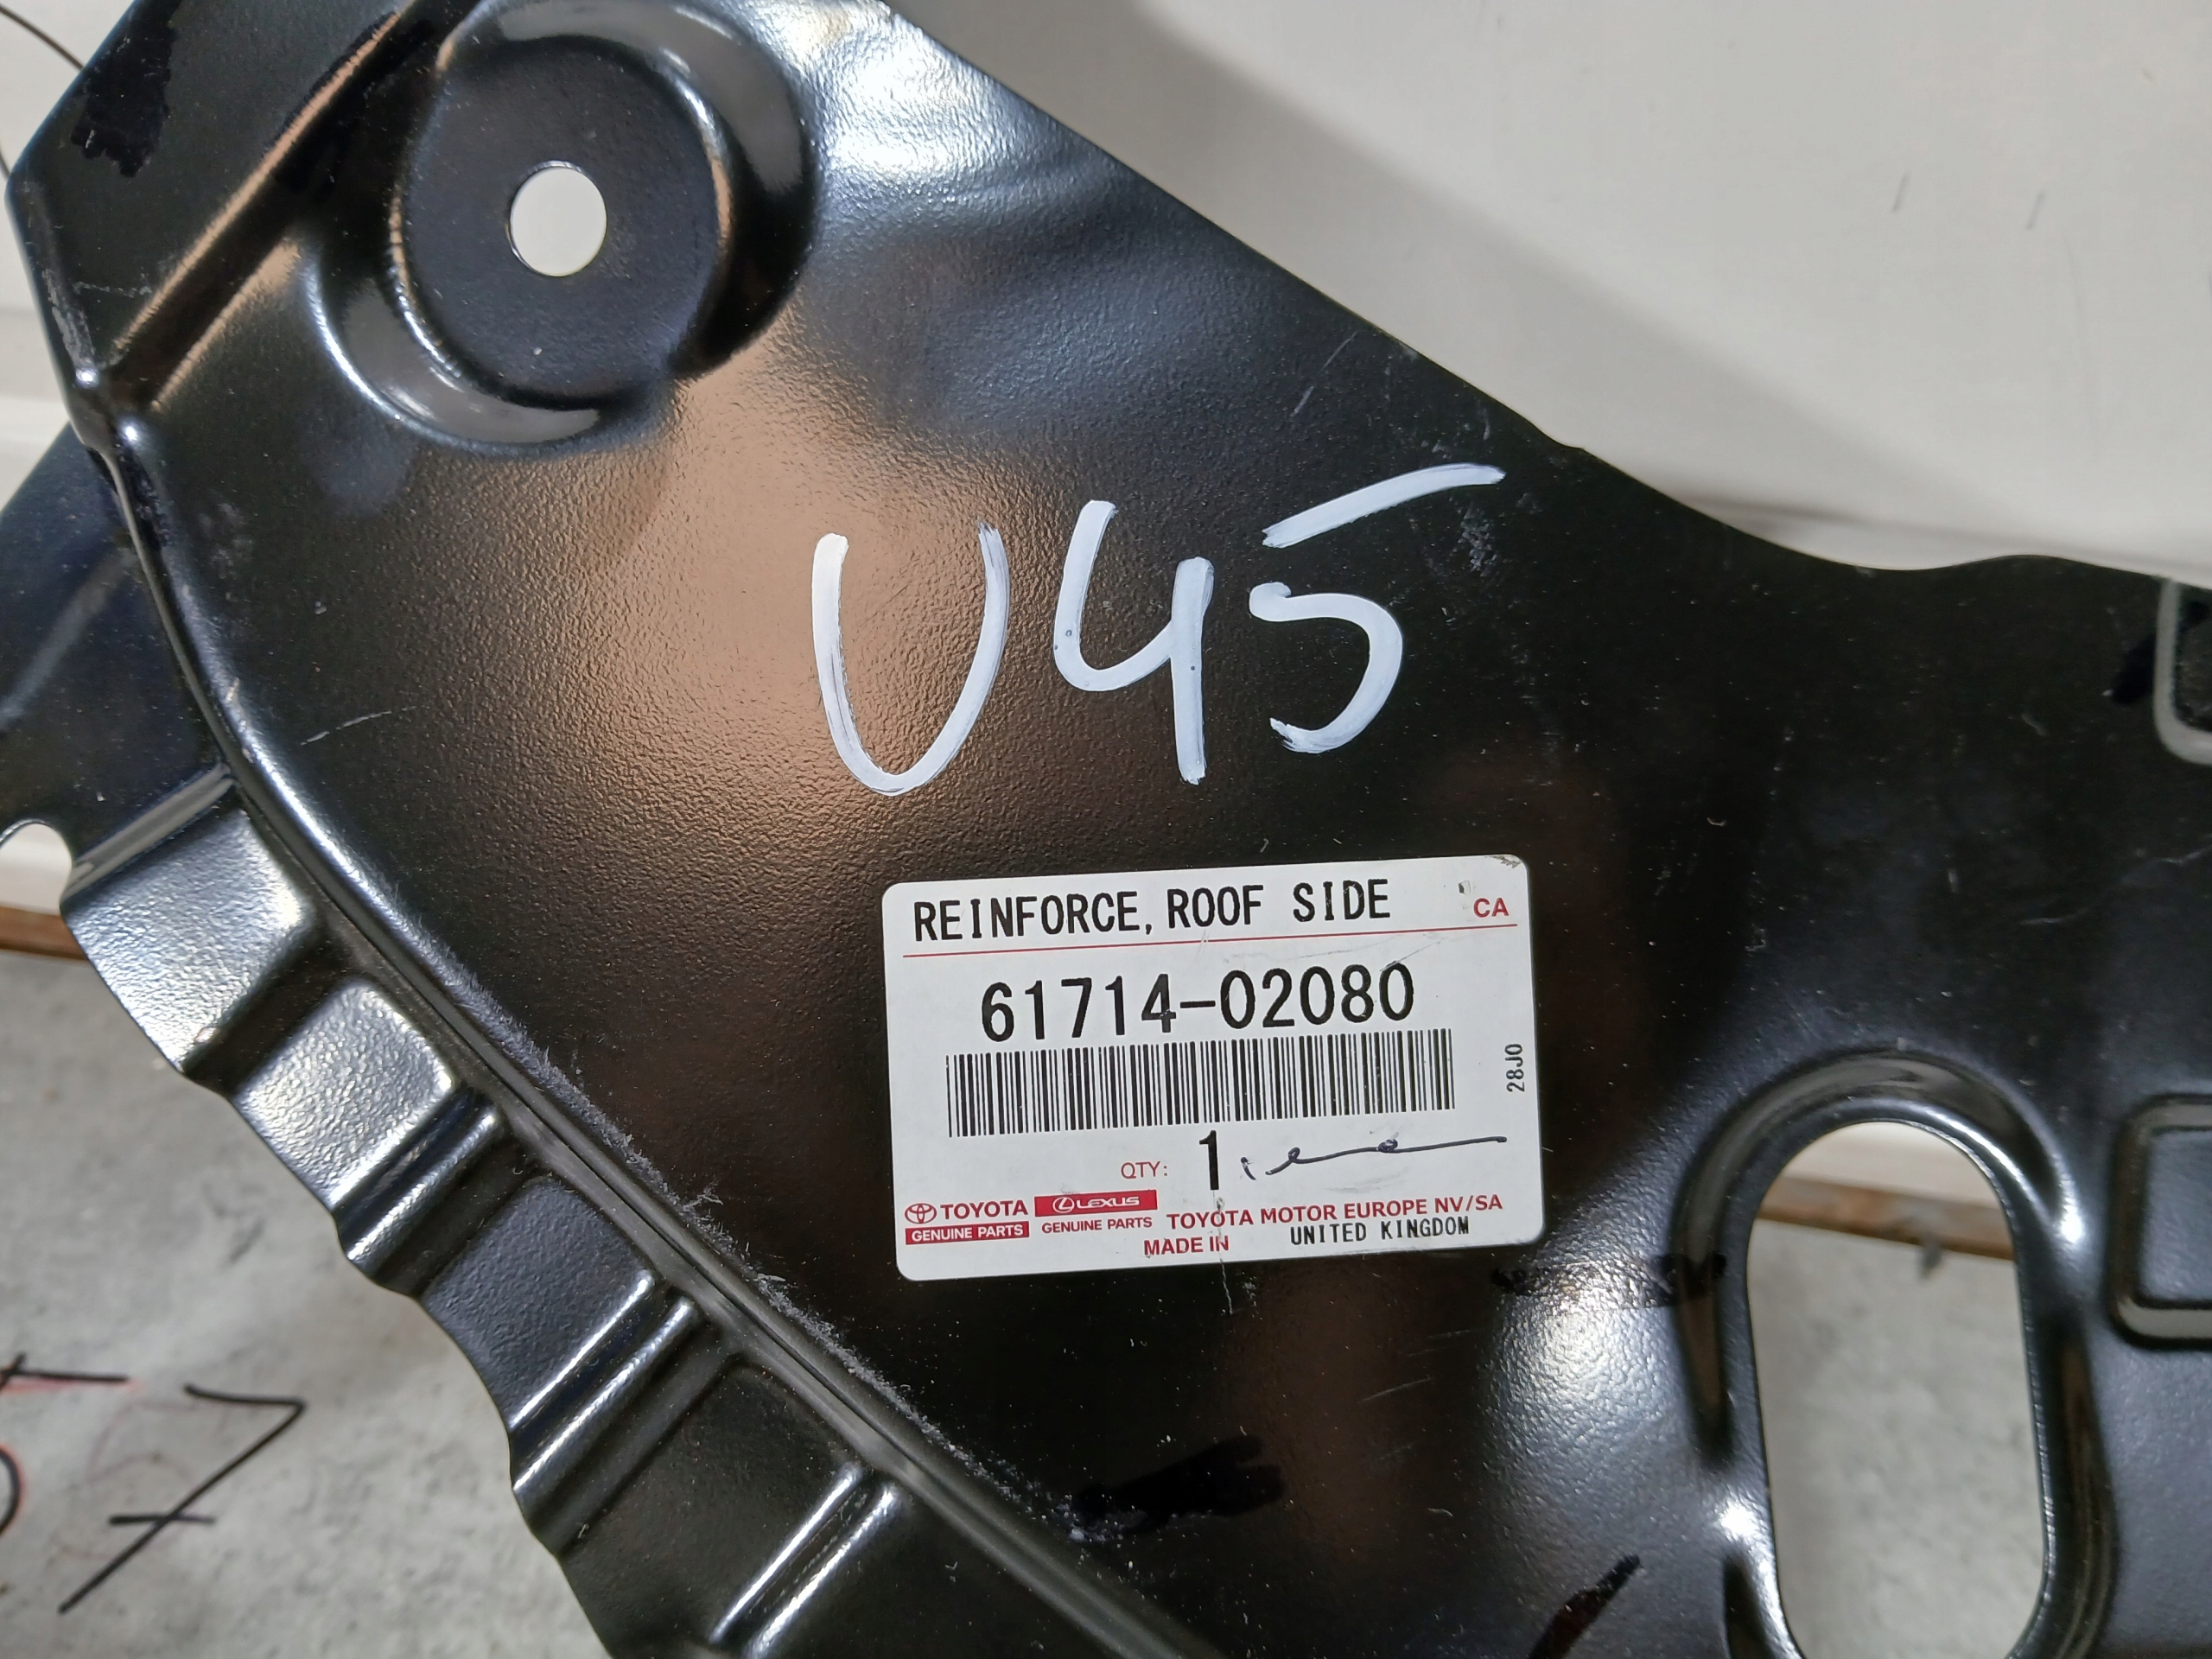 U45
REINFORCE, ROOF SIDE CA
61714-02080
28J0
QTY: 1
TOYOTA
GENUINE PARTS
LEXUS
GENUINE PARTS
TOYOTA MOTOR EUROPE NV/SA
MADE IN UNITED KINGDOM
7